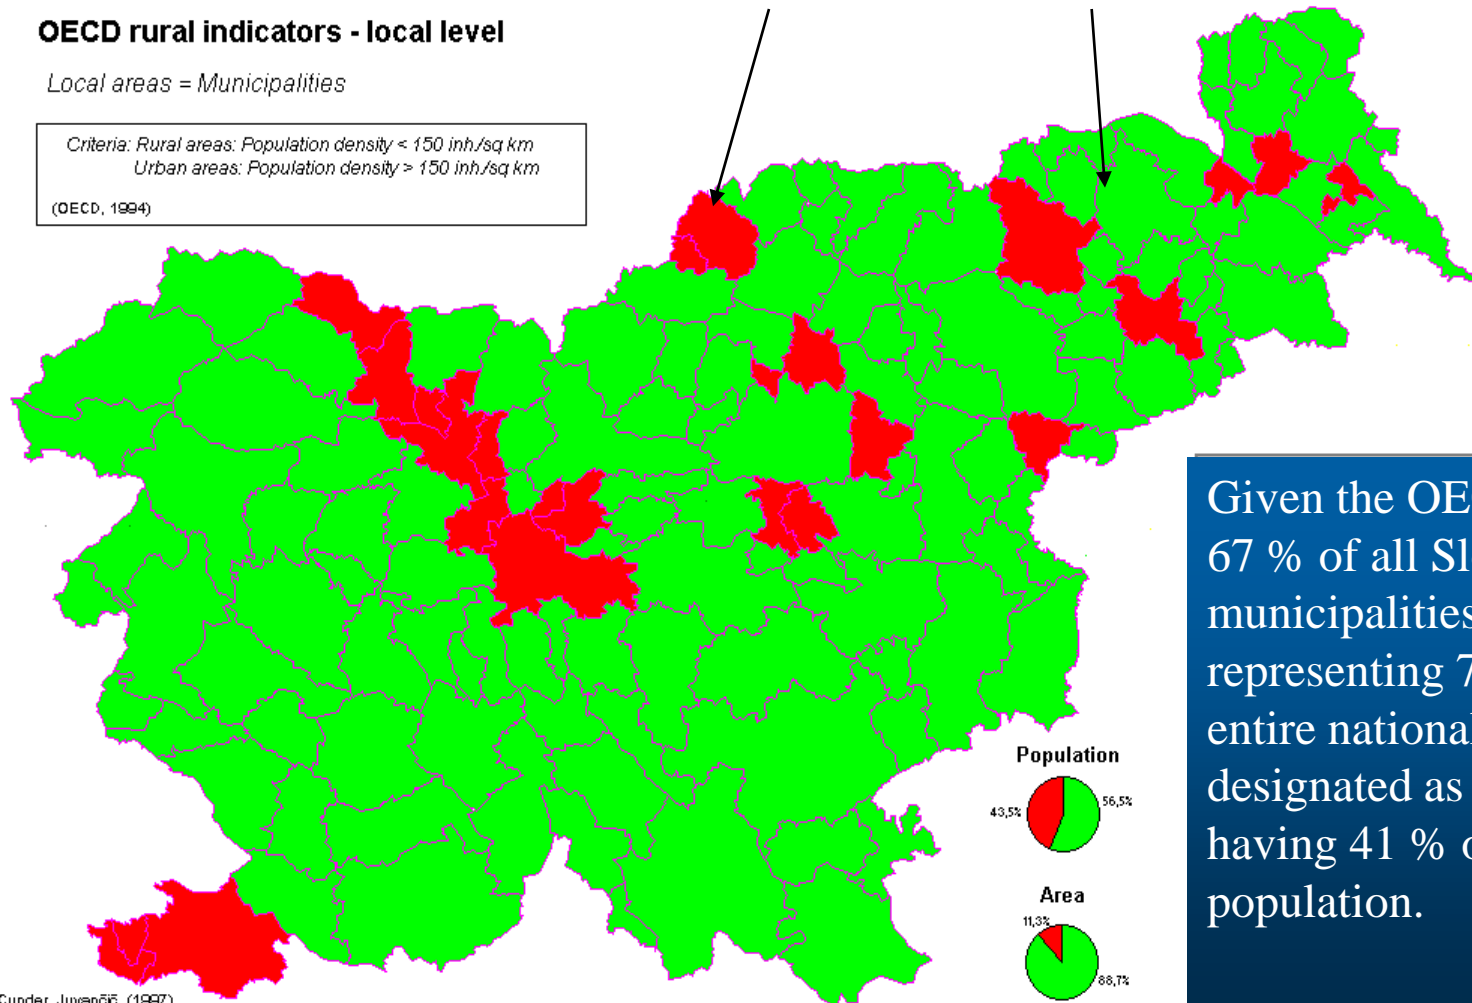 OECD rural indicators - local level
Local areas = Municipalities
Criteria: Rural areas: Population density < 150 inh./sq km
Urban areas: Population density > 150 inh./sq km
(OECD, 1994)
Given the OE
67 % of all Sl
municipalities
representing 7
entire national
designated as
having 41 % o
population.
Population
43,5%
56,5%
Area
11,3%
88,7%
Cunder, Juvančič, (1997)